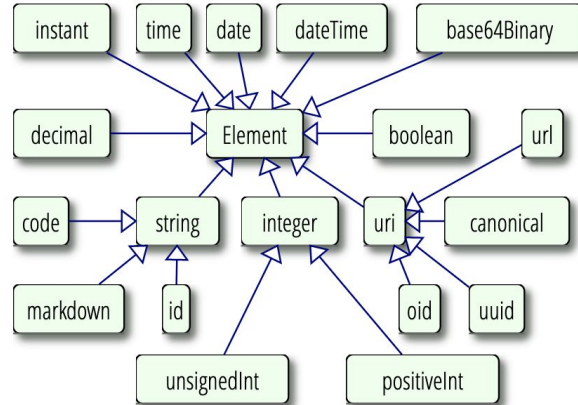 instant
time
date
dateTime
base64Binary
decimal
Element
boolean
url
code
string
integer
uri
canonical
markdown
id
oid
uuid
unsignedInt
positiveInt